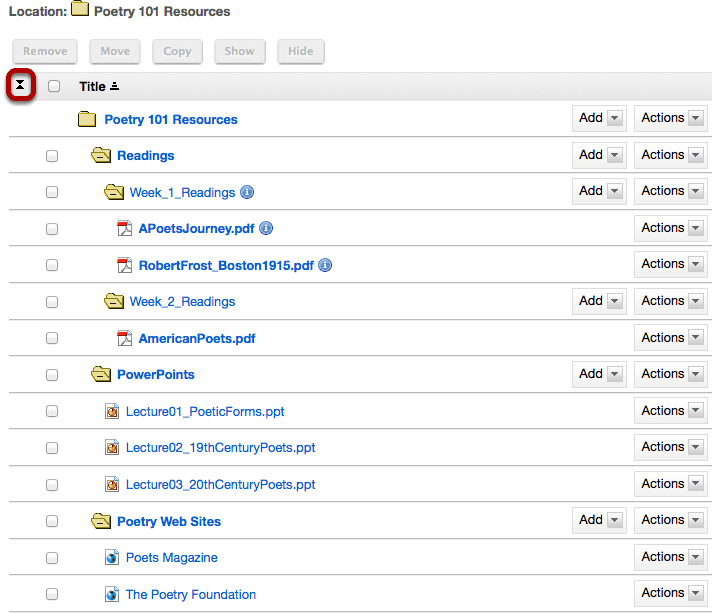 Location: Poetry 101 Resources
Remove Move Copy Show Hide
Title
Poetry 101 Resources Add Actions
Readings Add Actions
Week_1_Readings Add Actions
APoetsJourney.pdf Actions
RobertFrost_Boston1915.pdf Actions
Week_2_Readings Add Actions
AmericanPoets.pdf Actions
PowerPoints Add Actions
Lecture01_PoeticForms.ppt Actions
Lecture02_19thCenturyPoets.ppt Actions
Lecture03_20thCenturyPoets.ppt Actions
Poetry Web Sites Add Actions
Poets Magazine Actions
The Poetry Foundation Actions